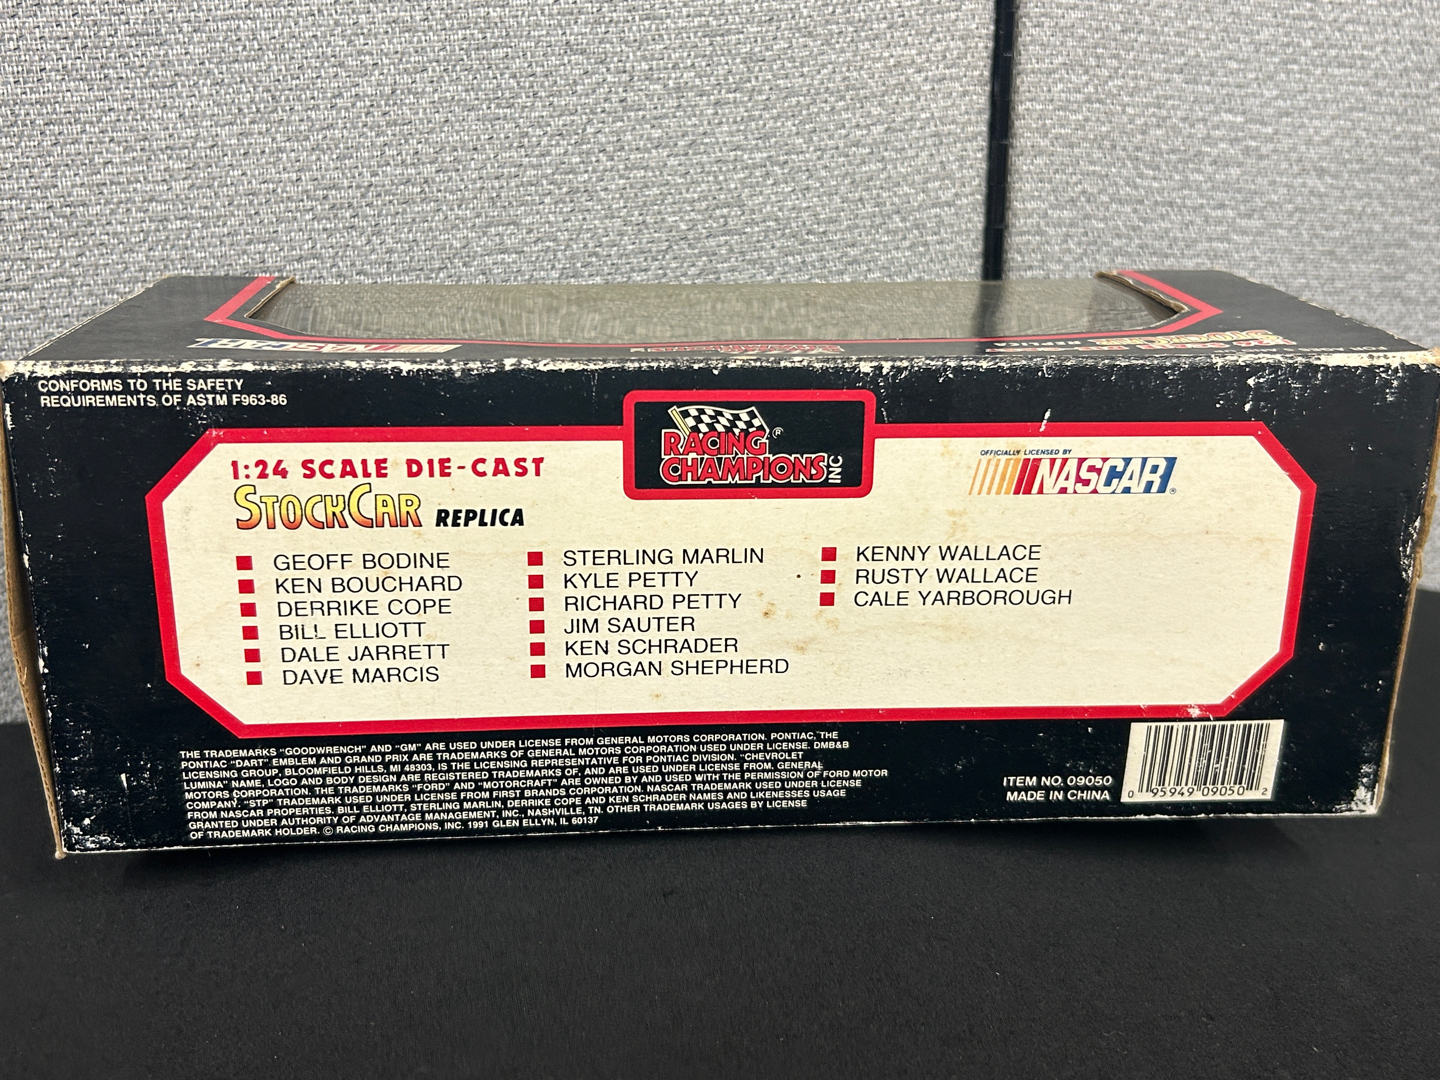 NASCAR
CONFORMS TO THE SAFETY
REQUIREMENTS OF ASTM F963-86
RACING ®
CHAMPIONS INC
1:24 SCALE DIE-CAST
STOCKCAR REPLICA
OFFICIALLY LICENSED BY
NASCAR ®
GEOFF BODINE
KEN BOUCHARD
DERRIKE COPE
BILL ELLIOTT
DALE JARRETT
DAVE MARCIS
STERLING MARLIN
KYLE PETTY
RICHARD PETTY
JIM SAUTER
KEN SCHRADER
MORGAN SHEPHERD
KENNY WALLACE
RUSTY WALLACE
CALE YARBOROUGH
THE TRADEMARKS "GOODWRENCH" AND "GM" ARE USED UNDER LICENSE FROM GENERAL MOTORS CORPORATION. PONTIAC, THE
PONTIAC "DART" EMBLEM AND GRAND PRIX ARE TRADEMARKS OF GENERAL MOTORS CORPORATION USED UNDER LICENSE. DMB&B
LICENSING GROUP, BLOOMFIELD HILLS, MI 48303, IS THE LICENSING REPRESENTATIVE FOR PONTIAC DIVISION. "CHEVROLET
LUMINA" NAME, LOGO AND BODY DESIGN ARE REGISTERED TRADEMARKS OF, AND ARE USED UNDER LICENSE FROM, GENERAL
MOTORS CORPORATION. THE TRADEMARKS "FORD" AND "MOTORCRAFT" ARE OWNED BY AND USED WITH THE PERMISSION OF FORD MOTOR
COMPANY. "STP" TRADEMARK USED UNDER LICENSE FROM FIRST BRANDS CORPORATION. NASCAR TRADEMARK USED UNDER LICENSE
FROM NASCAR PROPERTIES. BILL ELLIOTT, STERLING MARLIN, DERRIKE COPE AND KEN SCHRADER NAMES AND LIKENESSES USAGE
GRANTED UNDER AUTHORITY OF ADVANTAGE MANAGEMENT, INC., NASHVILLE, TN. OTHER TRADEMARK USAGES BY LICENSE
OF TRADEMARK HOLDER. © RACING CHAMPIONS, INC. 1991 GLEN ELLYN, IL 60137
ITEM NO. 09050
MADE IN CHINA
0 95949 09050 2